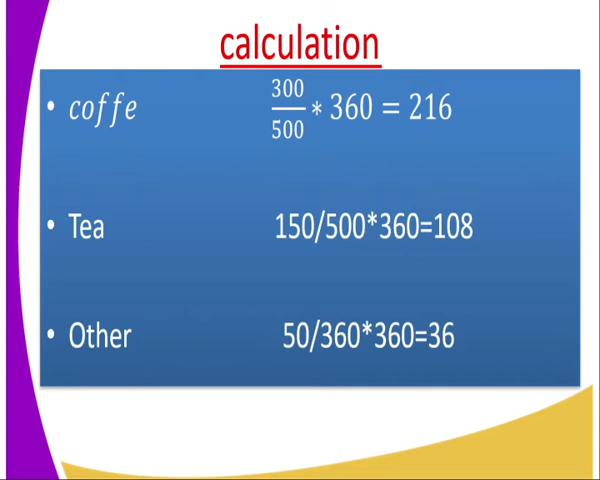 calculation
• coffe 300/500 * 360 = 216
• Tea 150/500*360=108
• Other 50/360*360=36